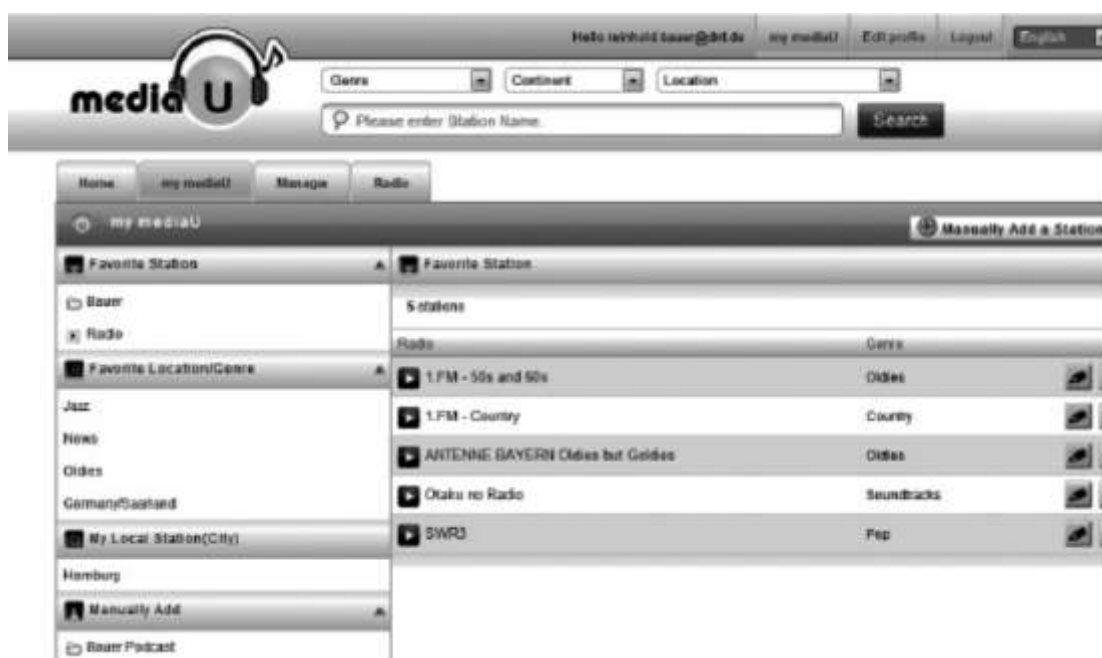 Hello reinhold.bauer@dnt.de my mediaU Edit profile Logout English
media U
Genre Continent Location
Please enter Station Name. Search
Home my mediaU Manager Radio
my mediaU Manually Add a Station
Favorite Station Favorite Station
Bauer 5 stations
Radio Radio Genre
Favorite Location/Genre 1.FM - 50s and 60s Oldies
Jazz 1.FM - Country Country
News ANTENNE BAYERN Oldies but Goldies Oldies
Oldies Otaku no Radio Soundtracks
Germany/Saarland
My Local Station(City) SWR3 Pop
Hamburg
Manually Add
Bauer Podcast